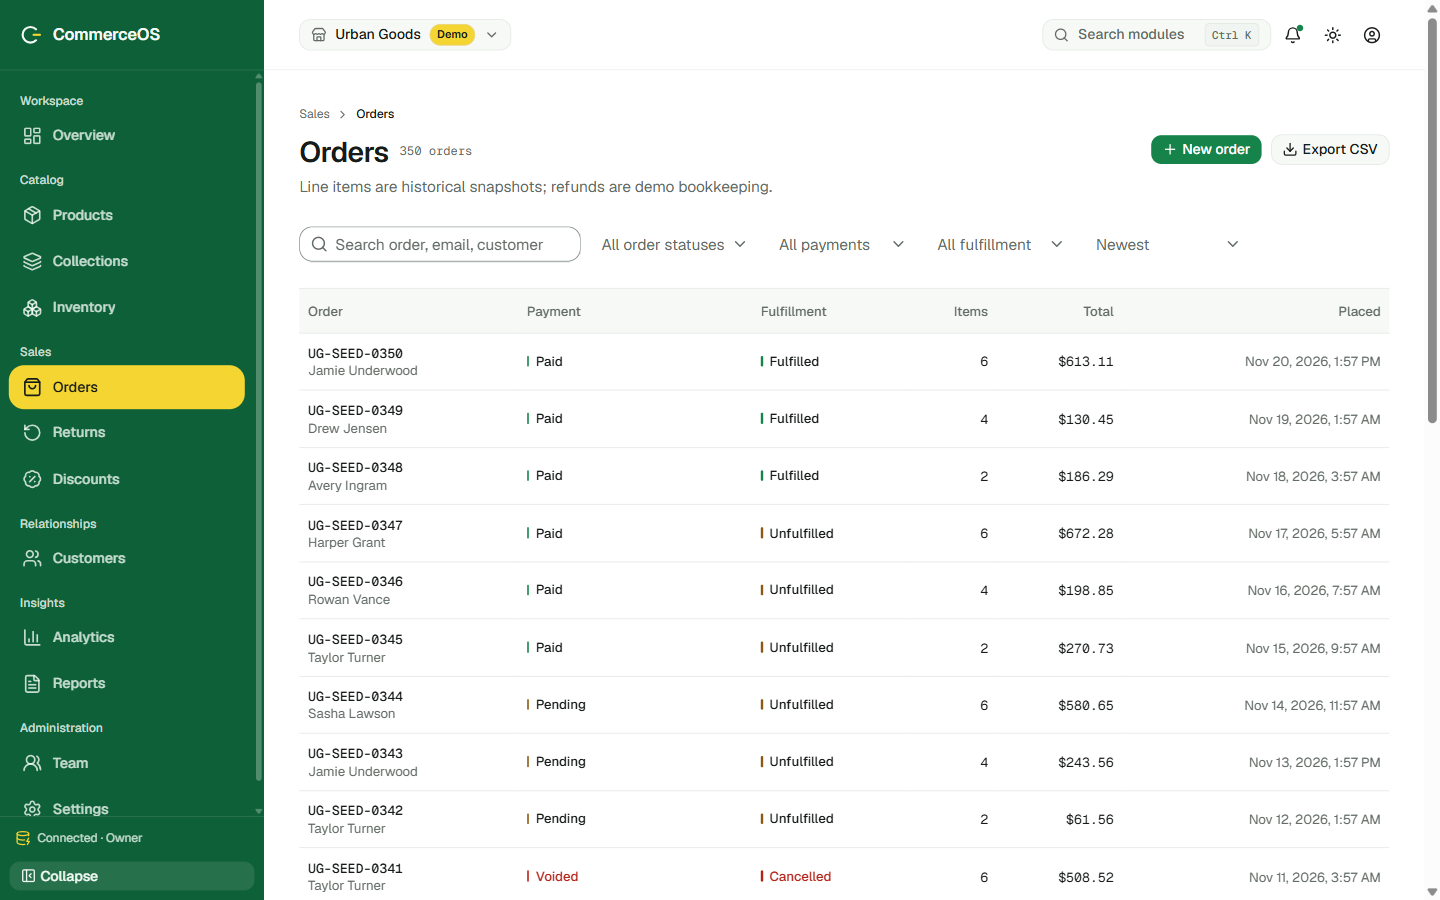 CommerceOS
Urban Goods Demo
Search modules Ctrl K
Workspace
Overview
Catalog
Products
Collections
Inventory
Sales
Orders
Returns
Discounts
Relationships
Customers
Insights
Analytics
Reports
Administration
Team
Settings
Connected · Owner
Collapse
Sales > Orders
Orders 350 orders
New order Export CSV
Line items are historical snapshots; refunds are demo bookkeeping.
Search order, email, customer All order statuses All payments All fulfillment Newest
Order Payment Fulfillment Items Total Placed
UG-SEED-0350
Jamie Underwood
Paid Fulfilled 6 $613.11 Nov 20, 2026, 1:57 PM
UG-SEED-0349
Drew Jensen
Paid Fulfilled 4 $130.45 Nov 19, 2026, 1:57 AM
UG-SEED-0348
Avery Ingram
Paid Fulfilled 2 $186.29 Nov 18, 2026, 3:57 AM
UG-SEED-0347
Harper Grant
Paid Unfulfilled 6 $672.28 Nov 17, 2026, 5:57 AM
UG-SEED-0346
Rowan Vance
Paid Unfulfilled 4 $198.85 Nov 16, 2026, 7:57 AM
UG-SEED-0345
Taylor Turner
Paid Unfulfilled 2 $270.73 Nov 15, 2026, 9:57 AM
UG-SEED-0344
Sasha Lawson
Pending Unfulfilled 6 $580.65 Nov 14, 2026, 11:57 AM
UG-SEED-0343
Jamie Underwood
Pending Unfulfilled 4 $243.56 Nov 13, 2026, 1:57 PM
UG-SEED-0342
Taylor Turner
Pending Unfulfilled 2 $61.56 Nov 12, 2026, 1:57 AM
UG-SEED-0341
Taylor Turner
Voided Cancelled 6 $508.52 Nov 11, 2026, 3:57 AM